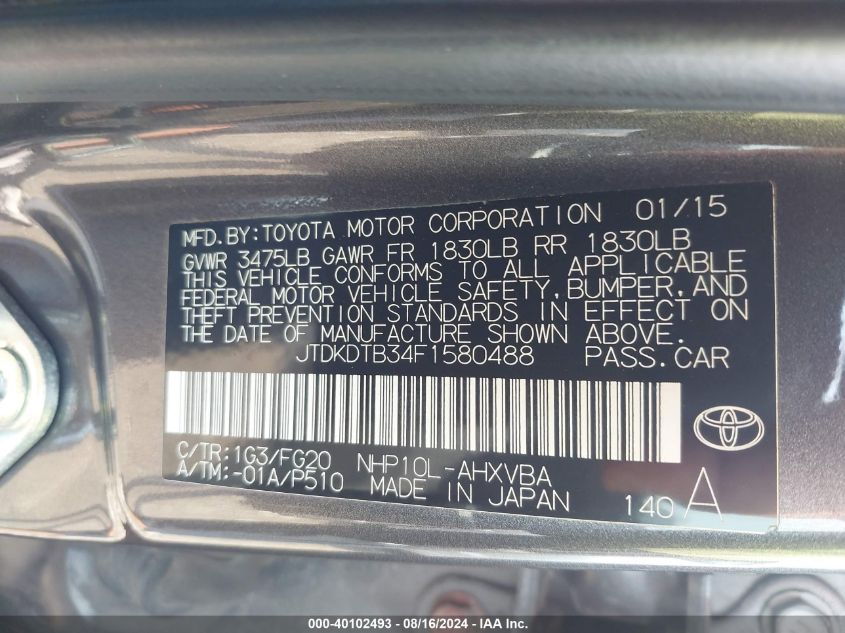 MFD.BY:TOYOTA MOTOR CORPORATION 01/15
GVWR 3475LB GAWR FR 1830LB RR 1830LB
THIS VEHICLE CONFORMS TO ALL APPLICABLE
FEDERAL MOTOR VEHICLE SAFETY,BUMPER,AND
THEFT PREVENTION STANDARDS IN EFFECT ON
THE DATE OF MANUFACTURE SHOWN ABOVE.
JTDKDTB34F1580488 PASS.CAR
C/TR:1G3/FG20 NHP10L-AHXVBA
A/TM:-01A/P510 MADE IN JAPAN 140 A
000-40102493 - 08/16/2024 - AX-IAA, Inc.